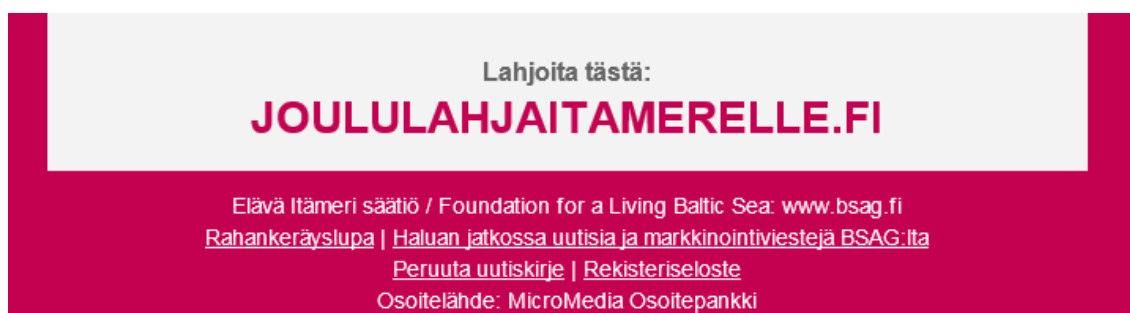 Lahjoita tästä:
JOULULAHJAITAMERELLE.FI
Elävä Itämeri säätiö / Foundation for a Living Baltic Sea: www.bsag.fi
Rahankeräyslupa | Haluan jatkossa uutisia ja markkinointiviestejä BSAG:lta
Peruuta uutiskirje | Rekisteriseloste
Osoitelähde: MicroMedia Osoitepankki